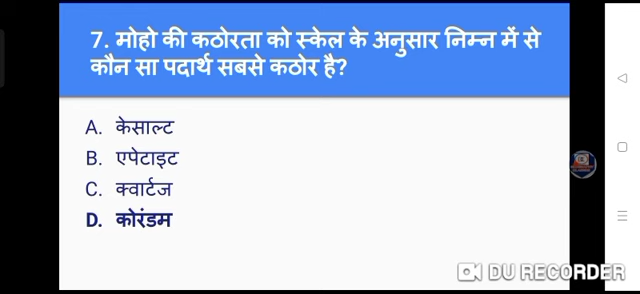 7. मोहो की कठोरता को स्केल के अनुसार निम्न में से
कौन सा पदार्थ सबसे कठोर है?
A. केसाल्ट
B. एपेटाइट
C. क्वार्टज
D. कोरंडम
DU RECORDER